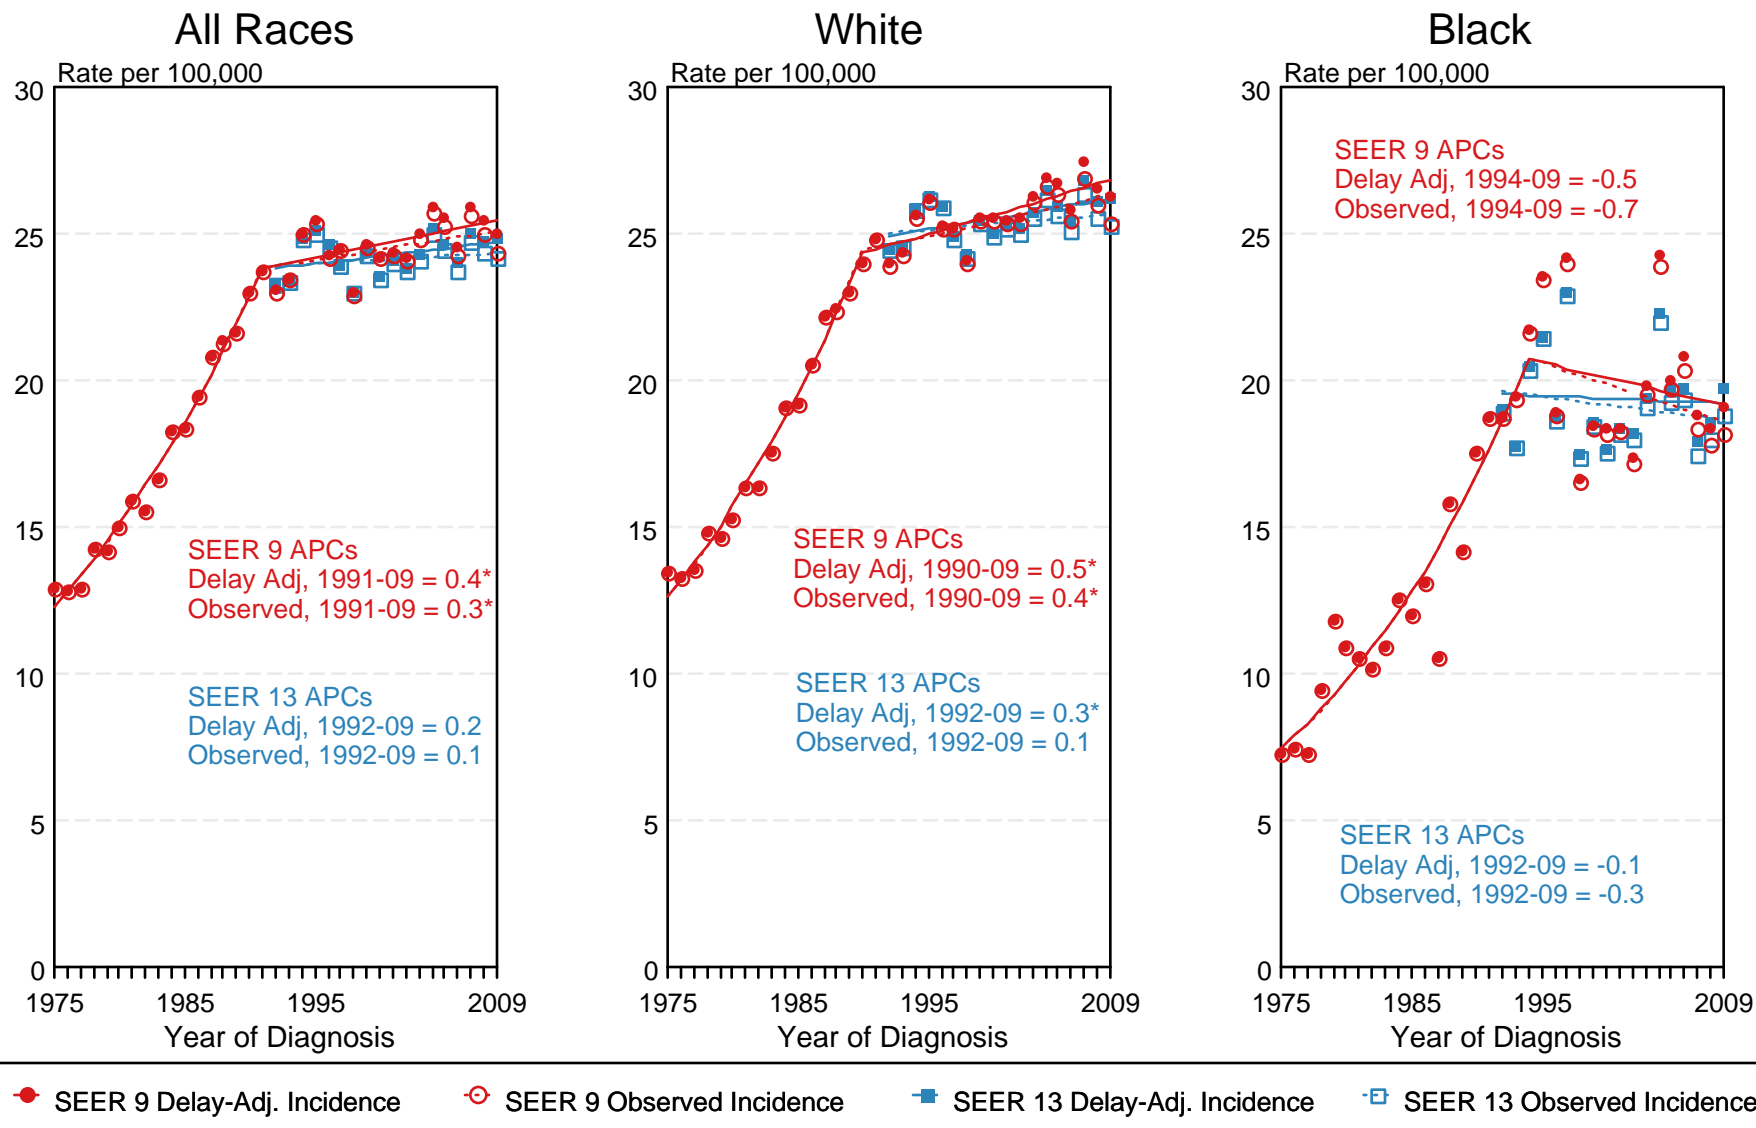 All Races
Rate per 100,000
30
25
20
15
10
5
0
SEER 9 APCs
Delay Adj, 1991-09 = 0.4*
Observed, 1991-09 = 0.3*
SEER 13 APCs
Delay Adj, 1992-09 = 0.2
Observed, 1992-09 = 0.1
1975 1985 1995 2009
Year of Diagnosis
White
Rate per 100,000
30
25
20
15
10
5
0
SEER 9 APCs
Delay Adj, 1990-09 = 0.5*
Observed, 1990-09 = 0.4*
SEER 13 APCs
Delay Adj, 1992-09 = 0.3*
Observed, 1992-09 = 0.1
1975 1985 1995 2009
Year of Diagnosis
Black
Rate per 100,000
30
25
20
15
10
5
0
SEER 9 APCs
Delay Adj, 1994-09 = -0.5
Observed, 1994-09 = -0.7
SEER 13 APCs
Delay Adj, 1992-09 = -0.1
Observed, 1992-09 = -0.3
1975 1985 1995 2009
Year of Diagnosis
SEER 9 Delay-Adj. Incidence SEER 9 Observed Incidence SEER 13 Delay-Adj. Incidence SEER 13 Observed Incidence